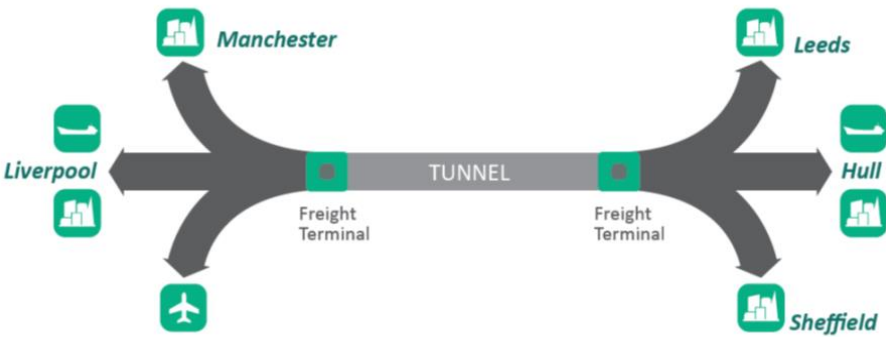 Manchester
Leeds
Liverpool
TUNNEL
Hull
Freight
Terminal
Freight
Terminal
Sheffield